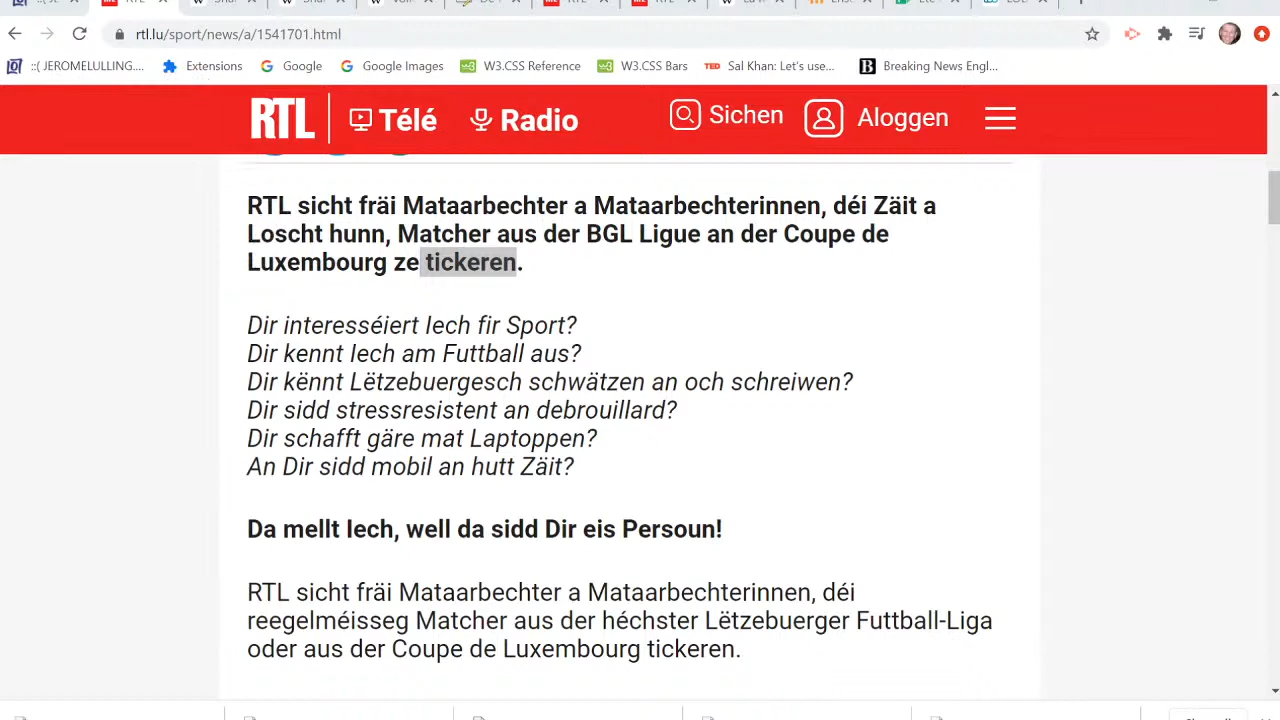 rtl.lu/sport/news/a/1541701.html
::( JEROMELULLING.... Extensions Google Google Images W3.CSS Reference W3.CSS Bars TED Sal Khan: Let's use... B Breaking News Engl...
RTL Télé Radio Sichen Aloggen
RTL sicht fräi Mataarbechter a Mataarbechterinnen, déi Zäit a
Loscht hunn, Matcher aus der BGL Ligue an der Coupe de
Luxembourg ze tickeren.
Dir interesséiert Iech fir Sport?
Dir kennt Iech am Futtball aus?
Dir kënnt Lëtzebuergesch schwätzen an och schreiwen?
Dir sidd stressresistent an debrouillard?
Dir schafft gäre mat Laptoppen?
An Dir sidd mobil an hutt Zäit?
Da mellt Iech, well da sidd Dir eis Persoun!
RTL sicht fräi Mataarbechter a Mataarbechterinnen, déi
reegelméisseg Matcher aus der héchster Lëtzebuerger Futtball-Liga
oder aus der Coupe de Luxembourg tickeren.